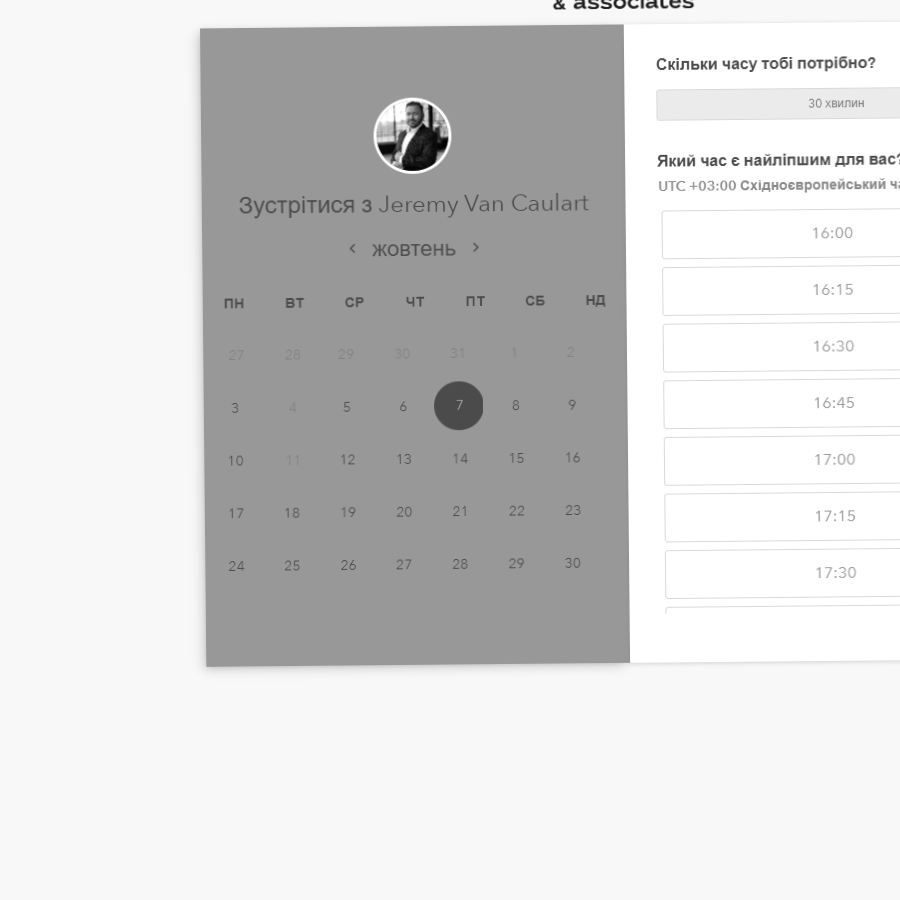 & associates
Зустрітися з Jeremy Van Caulart
жовтень
ПН ВТ СР ЧТ ПТ СБ НД
27 28 29 30 31 1 2
3 4 5 6 7 8 9
10 11 12 13 14 15 16
17 18 19 20 21 22 23
24 25 26 27 28 29 30
Скільки часу тобі потрібно?
30 хвилин
Який час є найліпшим для вас?
UTC +03:00 Східноєвропейський
16:00
16:15
16:30
16:45
17:00
17:15
17:30